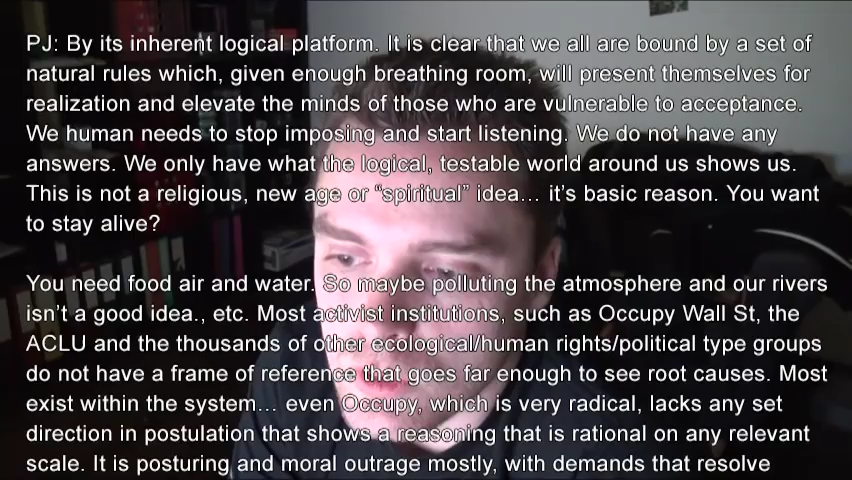 PJ: By its inherent logical platform. It is clear that we all are bound by a set of
natural rules which, given enough breathing room, will present themselves for
realization and elevate the minds of those who are vulnerable to acceptance.
We human needs to stop imposing and start listening. We do not have any
answers. We only have what the logical, testable world around us shows us.
This is not a religious, new age or “spiritual” idea... it’s basic reason. You want
to stay alive?
You need food air and water. So maybe polluting the atmosphere and our rivers
isn’t a good idea., etc. Most activist institutions, such as Occupy Wall St, the
ACLU and the thousands of other ecological/human rights/political type groups
do not have a frame of reference that goes far enough to see root causes. Most
exist within the system... even Occupy, which is very radical, lacks any set
direction in postulation that shows a reasoning that is rational on any relevant
scale. It is posturing and moral outrage mostly, with demands that resolve